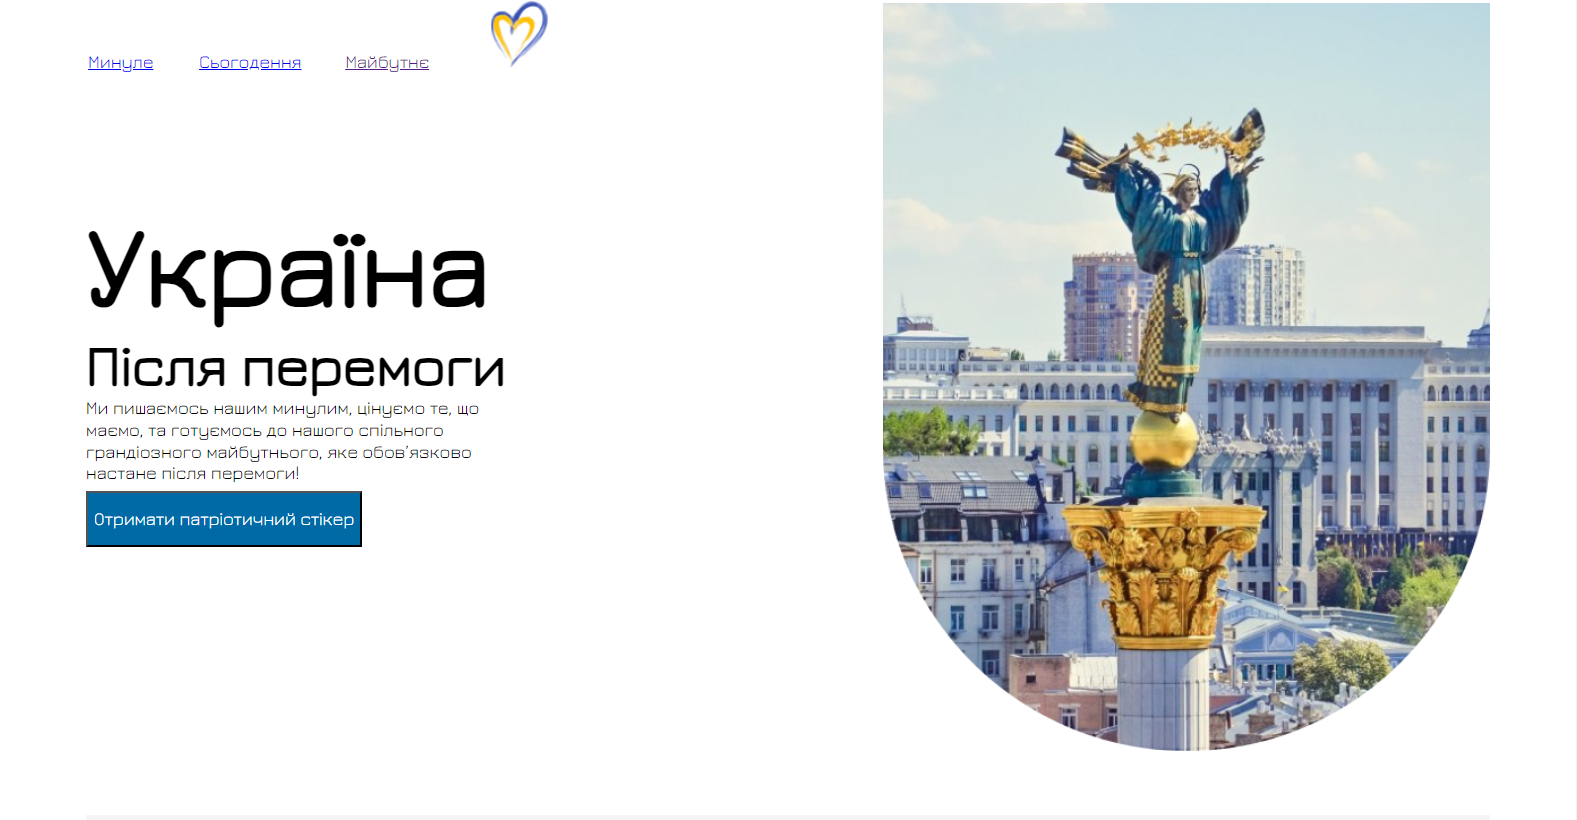 Минуле
Сьогодення
Майбутнє
Україна
Після перемоги
Ми пишаємось нашим минулим, цінуємо те, що
маємо, та готуємось до нашого спільного
грандіозного майбутнього, яке обов’язково
настане після перемоги!
Отримати патріотичний стікер